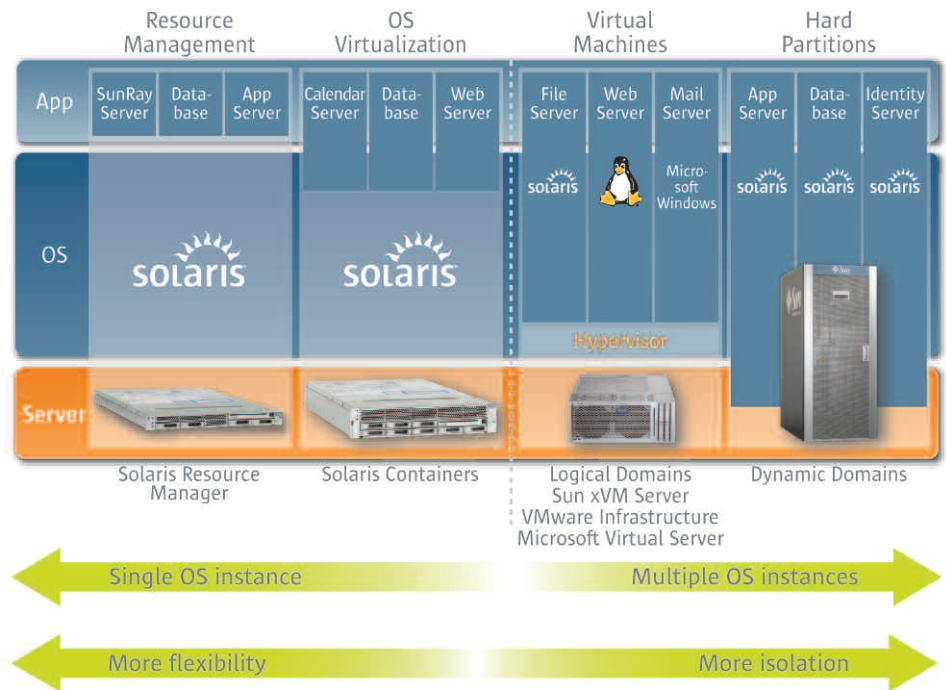 Resource
Management
OS
Virtualization
Virtual
Machines
Hard
Partitions
App
SunRay
Server
Data-
base
App
Server
Calendar
Server
Data-
base
Web
Server
File
Server
Web
Server
Mail
Server
App
Server
Data-
base
Identity
Server
OS
solaris
solaris
solaris
Micro-
soft
Windows
solaris
solaris
solaris
Hypervisor
Server
Solaris Resource
Manager
Solaris Containers
Logical Domains
Sun xVM Server
VMware Infrastructure
Microsoft Virtual Server
Dynamic Domains
Single OS instance
Multiple OS instances
More flexibility
More isolation